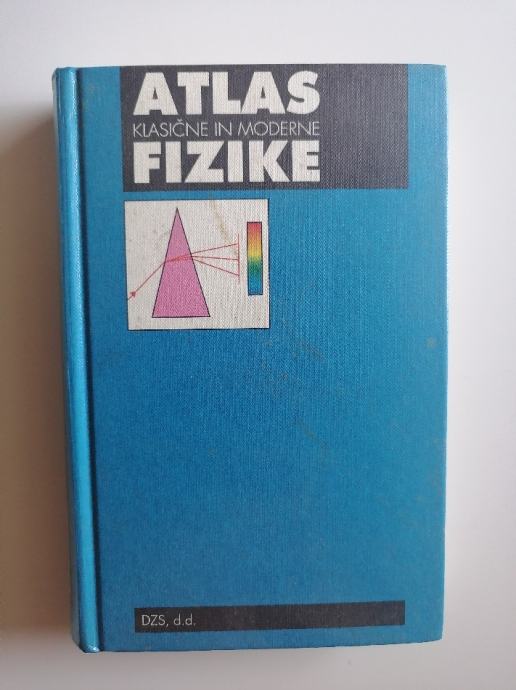 ATLAS
KLASIČNE IN MODERNE
FIZIKE
DZS, d.d.